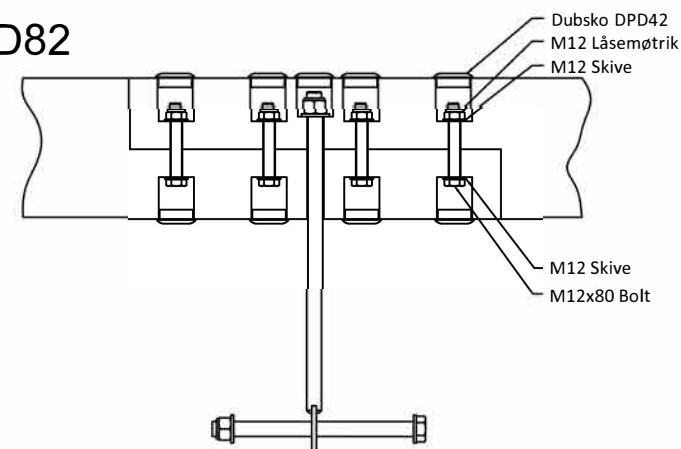 D82
Dubsko DPD42
M12 Låsemøtrik
M12 Skive
M12 Skive
M12x80 Bolt